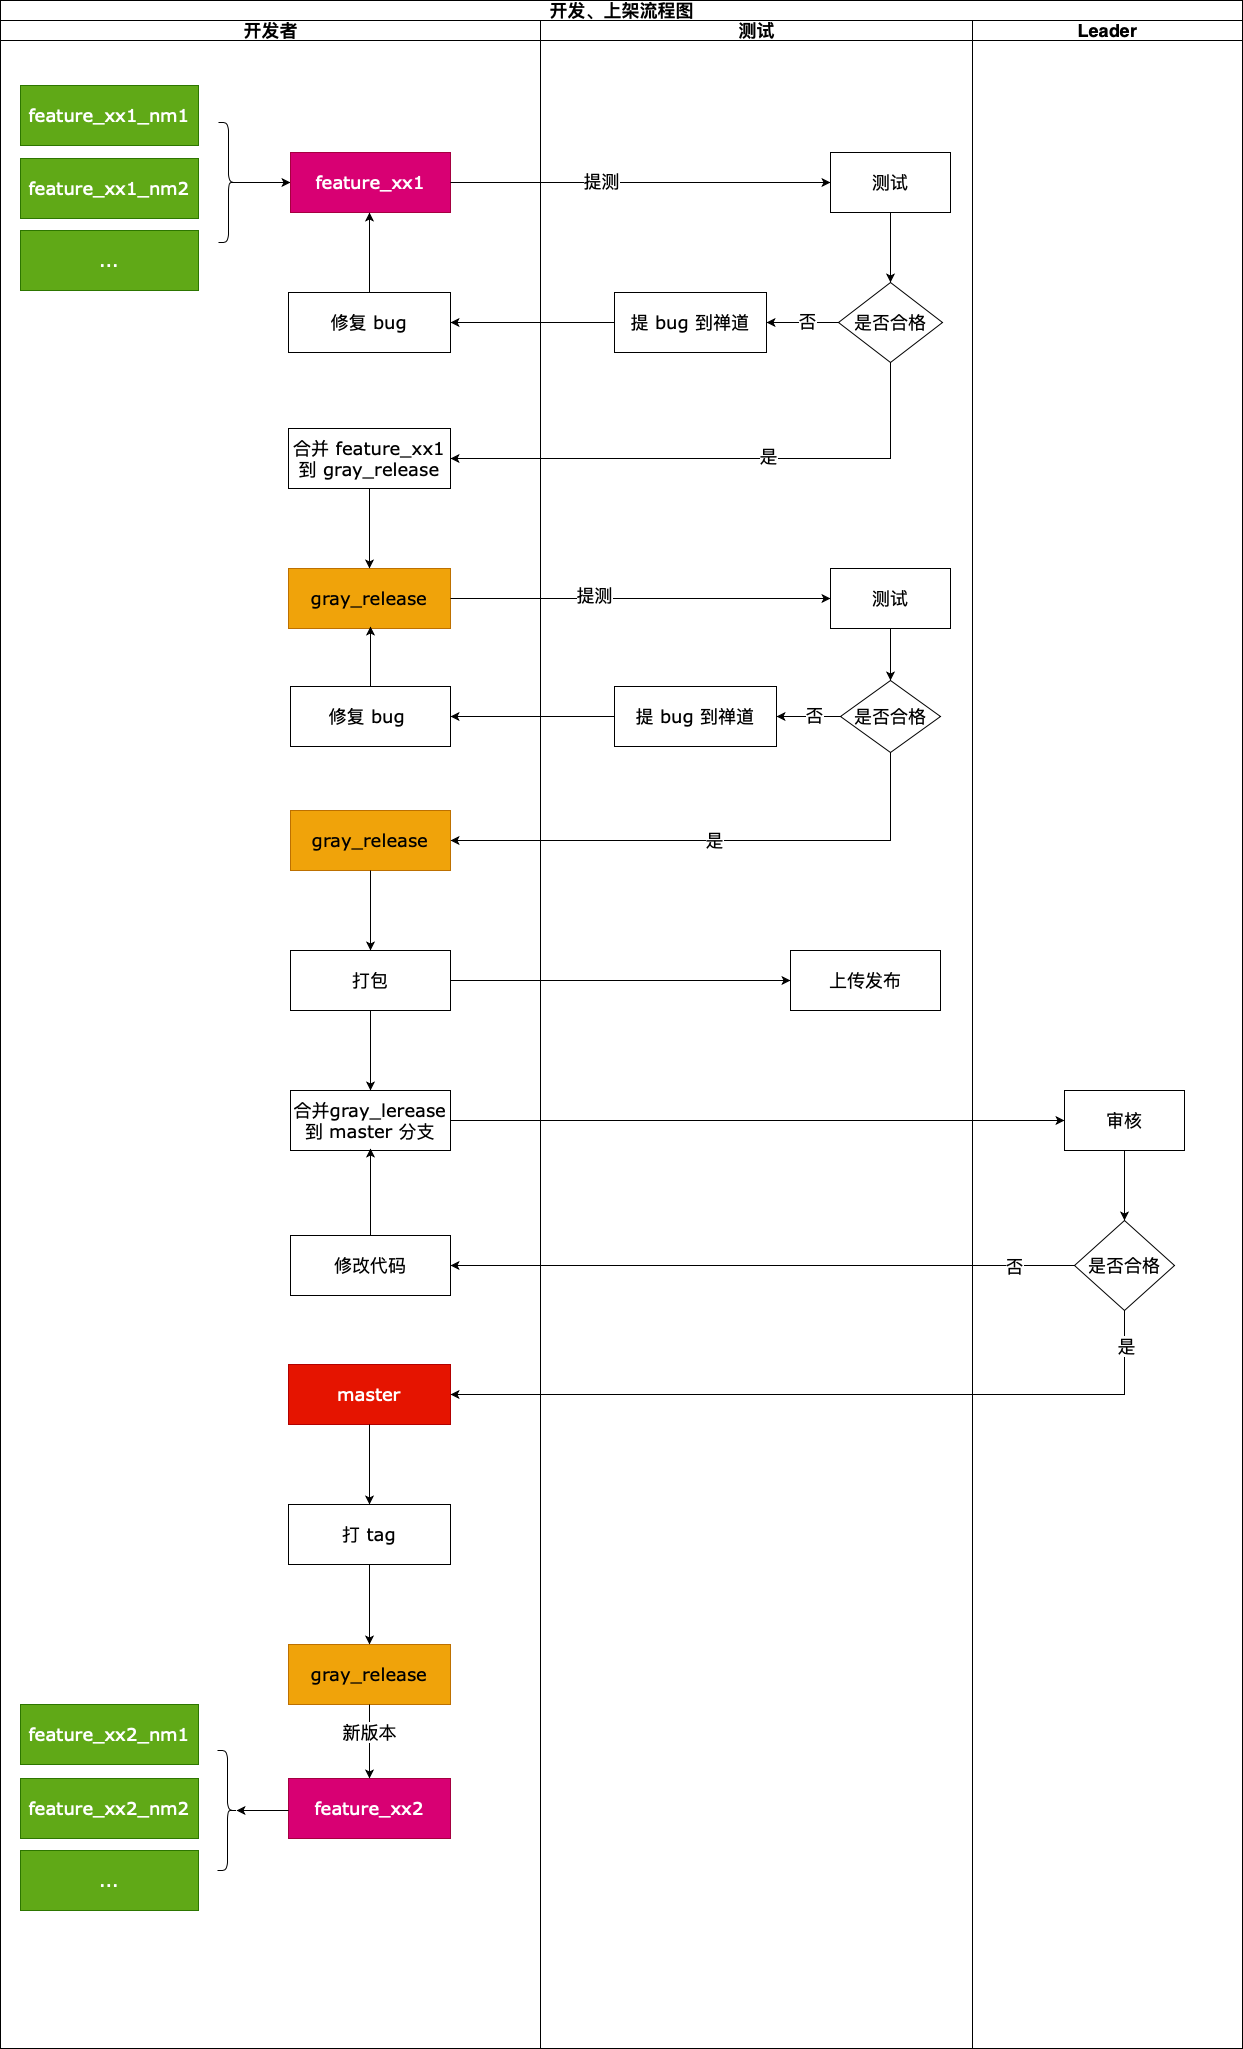 开发、上架流程图
开发者
测试
Leader
feature_xx1_nm1
feature_xx1_nm2
...
feature_xx1
提测
测试
修复 bug
提 bug 到禅道
否
是否合格
合并 feature_xx1
到 gray_release
是
gray_release
提测
测试
修复 bug
提 bug 到禅道
否
是否合格
gray_release
是
打包
上传发布
合并gray_lerease
到 master 分支
审核
修改代码
否
是否合格
是
master
打 tag
gray_release
新版本
feature_xx2_nm1
feature_xx2_nm2
...
feature_xx2